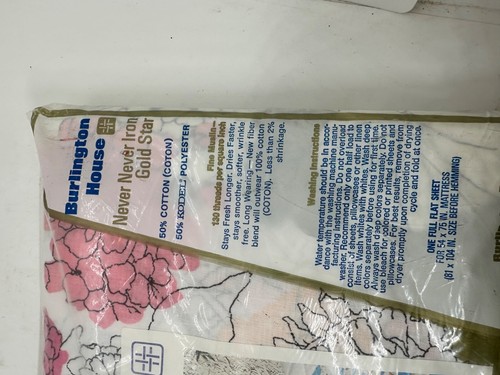 Burlington
House
Never Never Iron
Gold Star
50% COTTON (COTON)
50% KODEL® POLYESTER
Fine Muslin—
130 threads per square inch
Stays Fresh Longer. Dries Faster,
stays smoother, softer, wrinkle
free. Long Wearing—New fiber
blend will outwear 100% cotton
(COTON). Less than 2%
shrinkage.
Washing Instructions
Water temperatures to be in accor-
dance with the washing machine manu-
facturers instructions. Do not overload
washer. Recommend only one half load to
consist of sheets, pillowcases or other linen
items. Wash whites with whites. Wash deep
colors separately before using for first time.
Always wash deep colors separately. Do not
use bleach for colored or printed sheets and
pillowcases. For best results remove from
dryer promptly upon completion of drying
cycle and fold at once.
ONE FULL FLAT SHEET
FOR 54 x 75 IN. MATTRESS
(81 x 104 IN. SIZE BEFORE HEMMING)